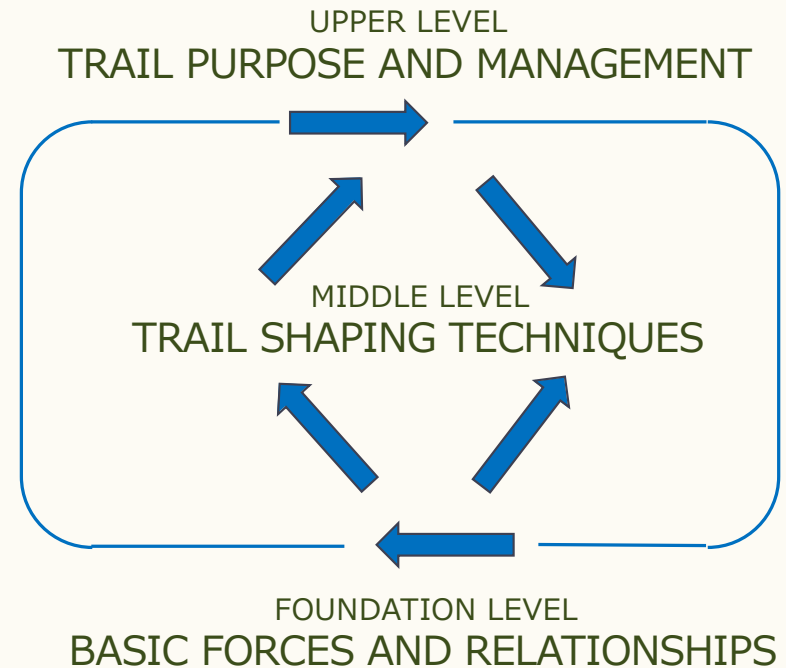 UPPER LEVEL
TRAIL PURPOSE AND MANAGEMENT
MIDDLE LEVEL
TRAIL SHAPING TECHNIQUES
FOUNDATION LEVEL
BASIC FORCES AND RELATIONSHIPS